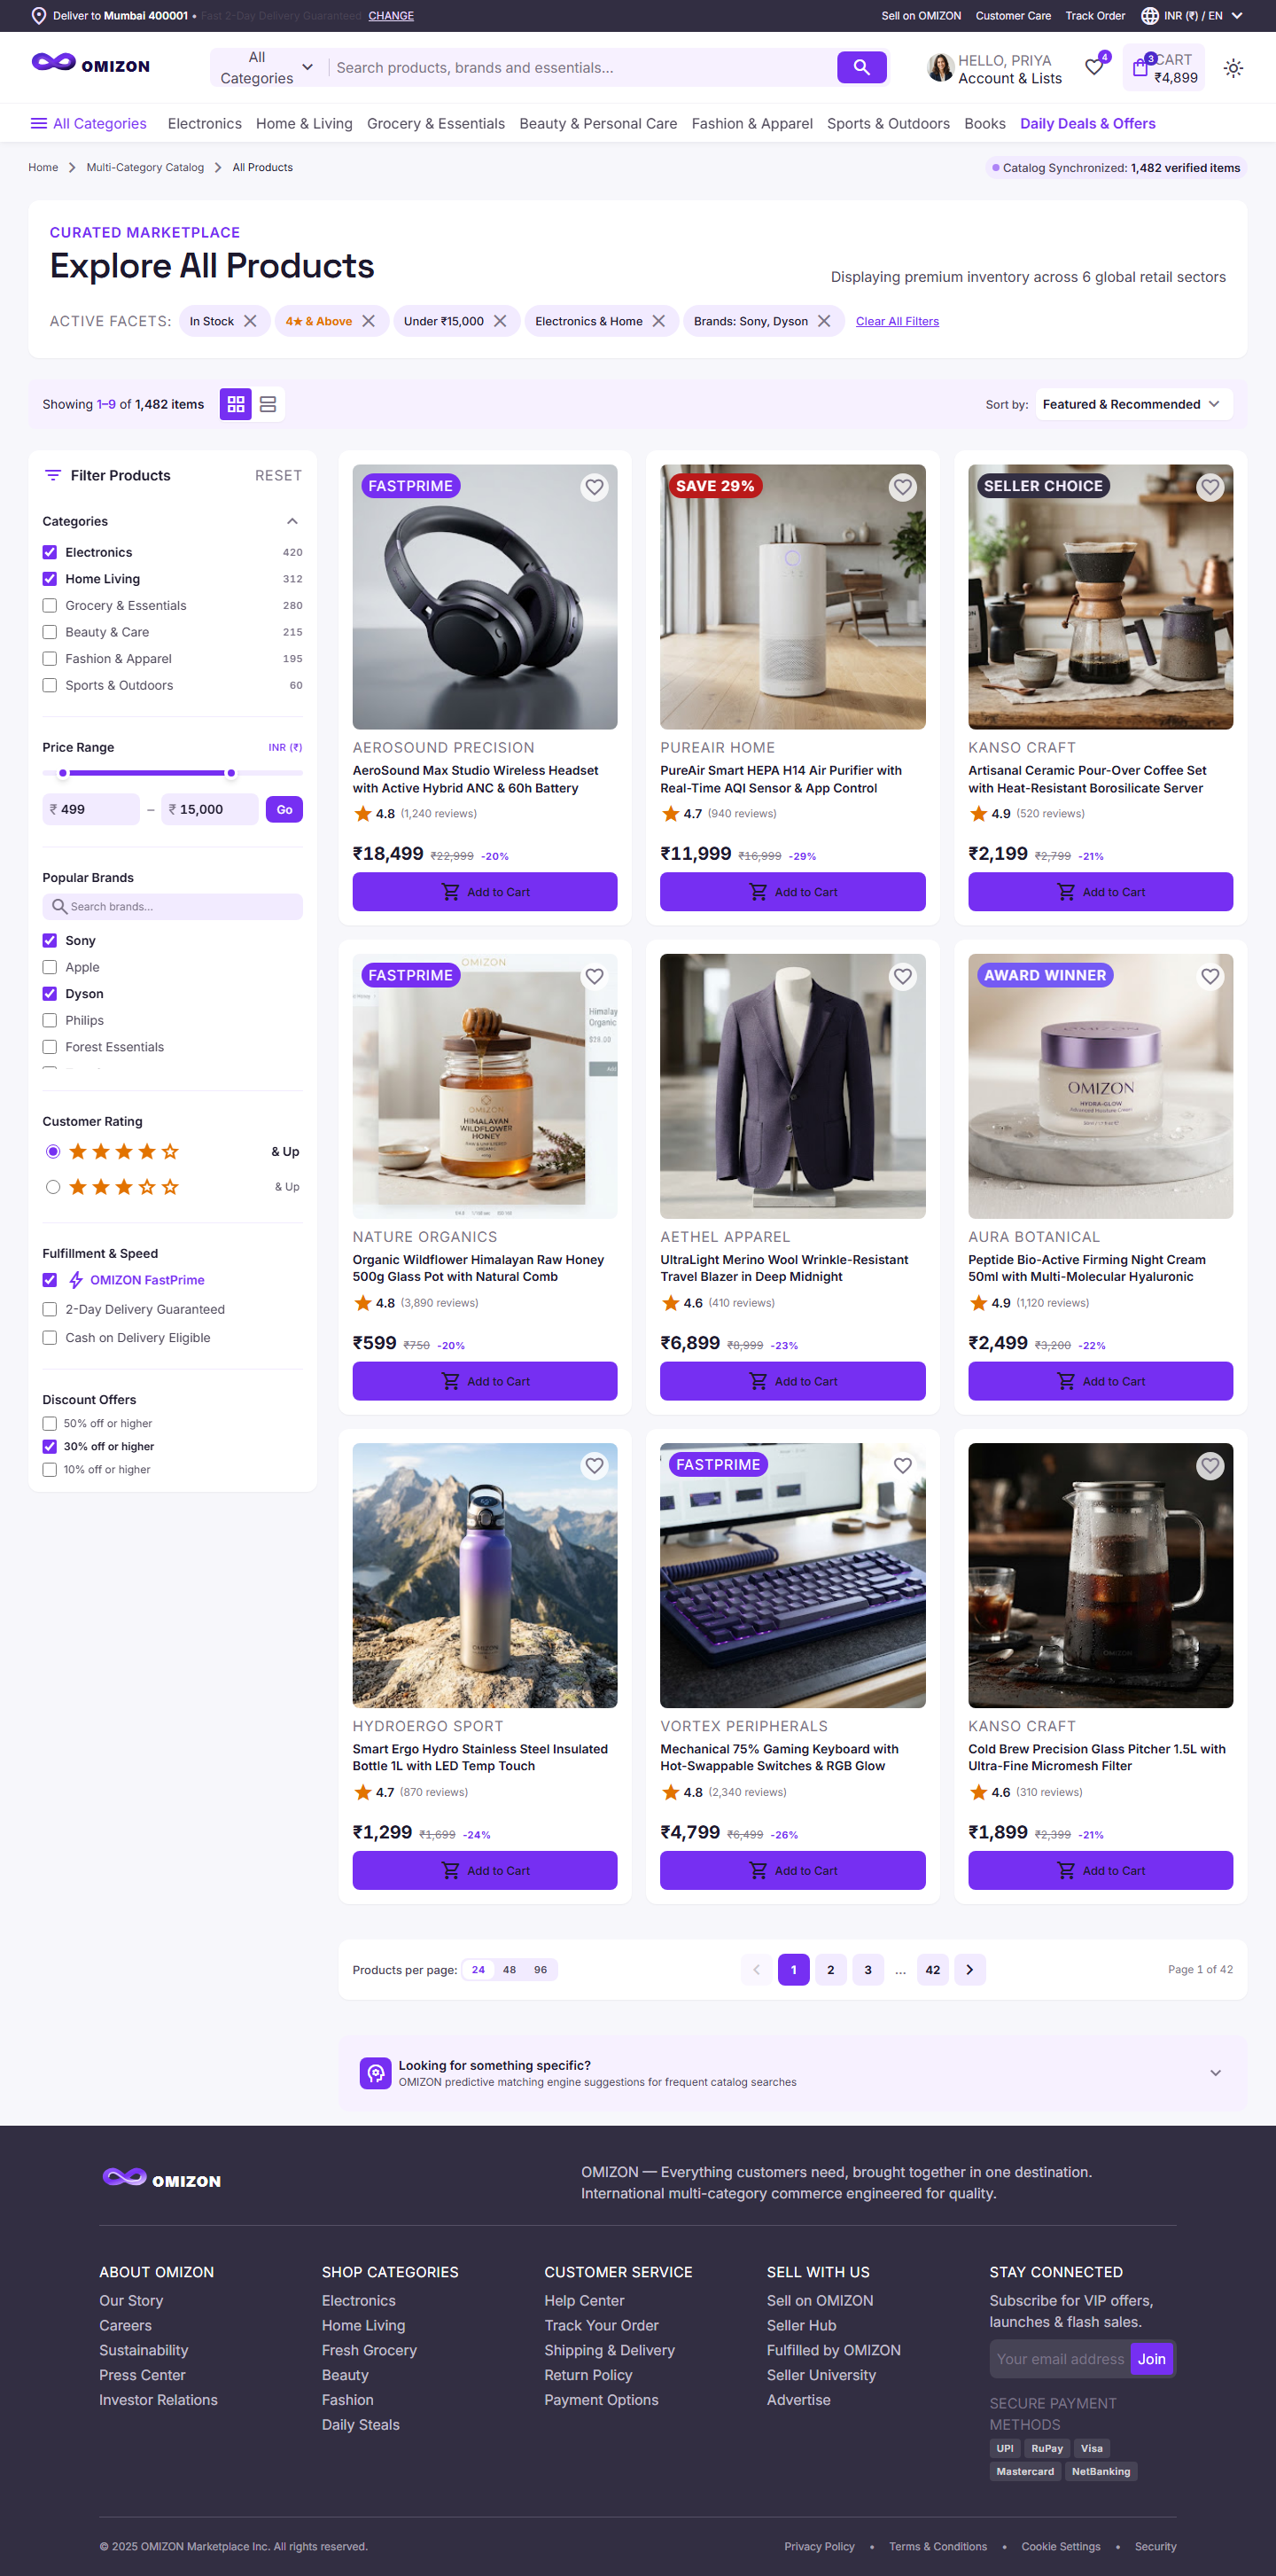 Deliver to Mumbai 400001 • Fast 2-Day Delivery Guaranteed CHANGE
Sell on OMIZON Customer Care Track Order INR (₹) / EN
OMIZON
All Categories
Search products, brands and essentials...
HELLO, PRIYA
Account & Lists
4
3
CART
₹4,899
All Categories Electronics Home & Living Grocery & Essentials Beauty & Personal Care Fashion & Apparel Sports & Outdoors Books Daily Deals & Offers
Home Multi-Category Catalog All Products
Catalog Synchronized: 1,482 verified items
CURATED MARKETPLACE
Explore All Products
Displaying premium inventory across 6 global retail sectors
ACTIVE FACETS: In Stock 4★ & Above Under ₹15,000 Electronics & Home Brands: Sony, Dyson Clear All Filters
Showing 1–9 of 1,482 items
Sort by: Featured & Recommended
Filter Products RESET
Categories
Electronics 420
Home Living 312
Grocery & Essentials 280
Beauty & Care 215
Fashion & Apparel 195
Sports & Outdoors 60
Price Range INR (₹)
₹ 499 – ₹ 15,000 Go
Popular Brands
Search brands...
Sony
Apple
Dyson
Philips
Forest Essentials
Customer Rating
& Up
& Up
Fulfillment & Speed
OMIZON FastPrime
2-Day Delivery Guaranteed
Cash on Delivery Eligible
Discount Offers
50% off or higher
30% off or higher
10% off or higher
FASTPRIME
AEROSOUND PRECISION
AeroSound Max Studio Wireless Headset
with Active Hybrid ANC & 60h Battery
4.8 (1,240 reviews)
₹18,499 ₹22,999 -20%
Add to Cart
SAVE 29%
PUREAIR HOME
PureAir Smart HEPA H14 Air Purifier with
Real-Time AQI Sensor & App Control
4.7 (940 reviews)
₹11,999 ₹16,999 -29%
Add to Cart
SELLER CHOICE
KANSO CRAFT
Artisanal Ceramic Pour-Over Coffee Set
with Heat-Resistant Borosilicate Server
4.9 (520 reviews)
₹2,199 ₹2,799 -21%
Add to Cart
FASTPRIME
OMIZON
Himalay
Organic
$28.00
Add
OMIZON
HIMALAYAN
WILDFLOWER
HONEY
NATURE ORGANICS
Organic Wildflower Himalayan Raw Honey
500g Glass Pot with Natural Comb
4.8 (3,890 reviews)
₹599 ₹750 -20%
Add to Cart
AETHEL APPAREL
UltraLight Merino Wool Wrinkle-Resistant
Travel Blazer in Deep Midnight
4.6 (410 reviews)
₹6,899 ₹8,999 -23%
Add to Cart
AWARD WINNER
OMIZON
OMIZON
HYDRA-GLOW
AURA BOTANICAL
Peptide Bio-Active Firming Night Cream
50ml with Multi-Molecular Hyaluronic
4.9 (1,120 reviews)
₹2,499 ₹3,200 -22%
Add to Cart
OMIZON
HYDROERGO SPORT
Smart Ergo Hydro Stainless Steel Insulated
Bottle 1L with LED Temp Touch
4.7 (870 reviews)
₹1,299 ₹1,699 -24%
Add to Cart
FASTPRIME
VORTEX PERIPHERALS
Mechanical 75% Gaming Keyboard with
Hot-Swappable Switches & RGB Glow
4.8 (2,340 reviews)
₹4,799 ₹6,499 -26%
Add to Cart
OMIZON
KANSO CRAFT
Cold Brew Precision Glass Pitcher 1.5L with
Ultra-Fine Micromesh Filter
4.6 (310 reviews)
₹1,899 ₹2,399 -21%
Add to Cart
Products per page: 24 48 96
1 2 3 ... 42
Page 1 of 42
Looking for something specific?
OMIZON predictive matching engine suggestions for frequent catalog searches
OMIZON
OMIZON — Everything customers need, brought together in one destination.
International multi-category commerce engineered for quality.
ABOUT OMIZON
Our Story
Careers
Sustainability
Press Center
Investor Relations
SHOP CATEGORIES
Electronics
Home Living
Fresh Grocery
Beauty
Fashion
Daily Steals
CUSTOMER SERVICE
Help Center
Track Your Order
Shipping & Delivery
Return Policy
Payment Options
SELL WITH US
Sell on OMIZON
Seller Hub
Fulfilled by OMIZON
Seller University
Advertise
STAY CONNECTED
Subscribe for VIP offers,
launches & flash sales.
Your email address Join
SECURE PAYMENT
METHODS
UPI RuPay Visa
Mastercard NetBanking
© 2025 OMIZON Marketplace Inc. All rights reserved.
Privacy Policy • Terms & Conditions • Cookie Settings • Security